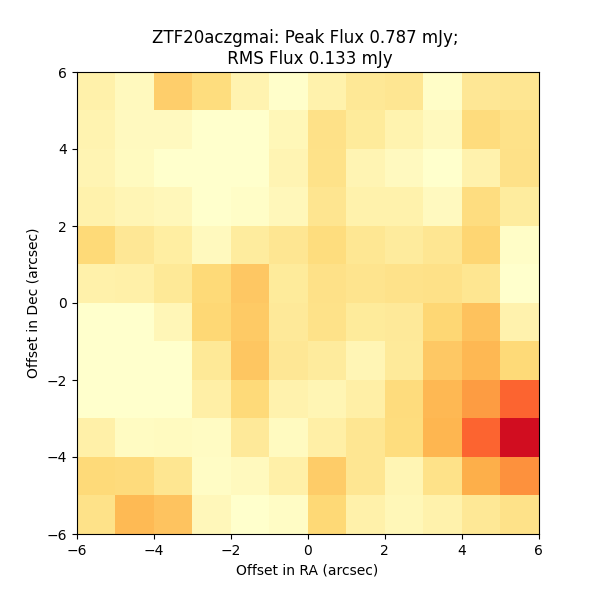 ZTF20aczgmai: Peak Flux 0.787 mJy;
RMS Flux 0.133 mJy
6
4
2
0
−2
−4
−6
Offset in Dec (arcsec)
−6 −4 −2 0 2 4 6
Offset in RA (arcsec)